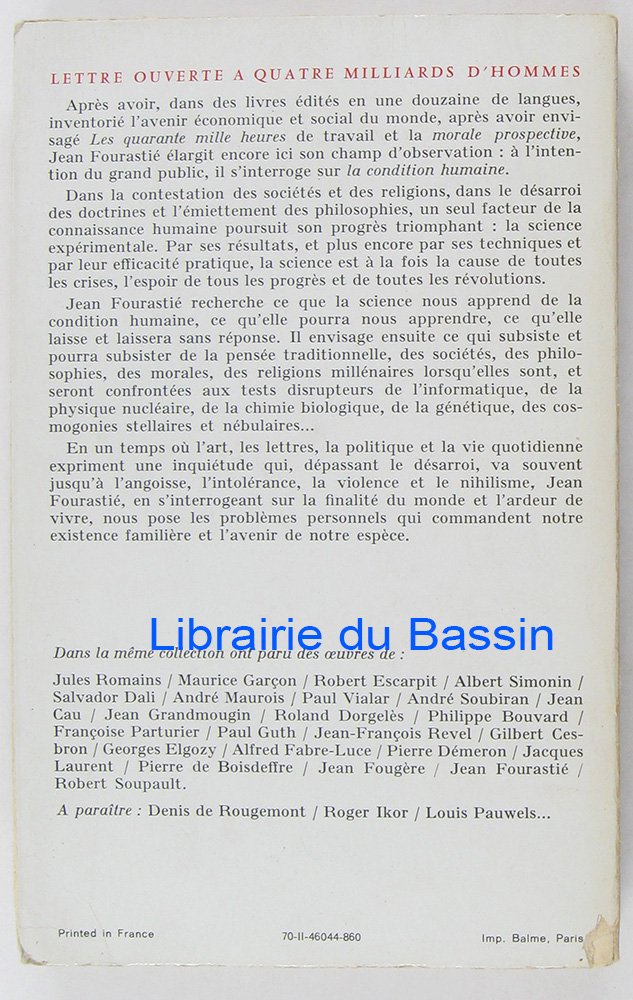 LETTRE OUVERTE A QUATRE MILLIARDS D'HOMMES
Après avoir, dans des livres édités en une douzaine de langues,
inventorié l'avenir économique et social du monde, après avoir envi-
sagé Les quarante mille heures de travail et la morale prospective,
Jean Fourastié élargit encore ici son champ d'observation : à l'inten-
tion du grand public, il s'interroge sur la condition humaine.
Dans la contestation des sociétés et des religions, dans le désarroi
des doctrines et l'émiettement des philosophies, un seul facteur de la
connaissance humaine poursuit son progrès triomphant : la science
expérimentale. Par ses résultats, et plus encore par ses techniques et
par leur efficacité pratique, la science est à la fois la cause de toutes
les crises, l'espoir de tous les progrès et de toutes les révolutions.
Jean Fourastié recherche ce que la science nous apprend de la
condition humaine, ce qu'elle pourra nous apprendre, ce qu'elle
laisse et laissera sans réponse. Il envisage ensuite ce qui subsiste et
pourra subsister de la pensée traditionnelle, des sociétés, des philo-
sophies, des morales, des religions millénaires lorsqu'elles sont, et
seront confrontées aux tests disrupteurs de l'informatique, de la
physique nucléaire, de la chimie biologique, de la génétique, des cos-
mogonies stellaires et nébulaires...
En un temps où l'art, les lettres, la politique et la vie quotidienne
expriment une inquiétude qui, dépassant le désarroi, va souvent
jusqu'à l'angoisse, l'intolérance, la violence et le nihilisme, Jean
Fourastié, en s'interrogeant sur la finalité du monde et l'ardeur de
vivre, nous pose les problèmes personnels qui commandent notre
existence familière et l'avenir de notre espèce.
Librairie du Bassin
Dans la même collection ont paru des œuvres de :
Jules Romains / Maurice Garçon / Robert Escarpit / Albert Simonin /
Salvador Dali / André Maurois / Paul Vialar / André Soubiran / Jean
Cau / Jean Grandmougin / Roland Dorgelès / Philippe Bouvard /
Françoise Parturier / Paul Guth / Jean-François Revel / Gilbert Ces-
bron / Georges Elgozy / Alfred Fabre-Luce / Pierre Démeron / Jacques
Laurent / Pierre de Boisdeffre / Jean Fougère / Jean Fourastié /
Robert Soupault.
A paraître : Denis de Rougemont / Roger Ikor / Louis Pauwels...
Printed in France 70-II-46044-860 Imp. Balme, Paris